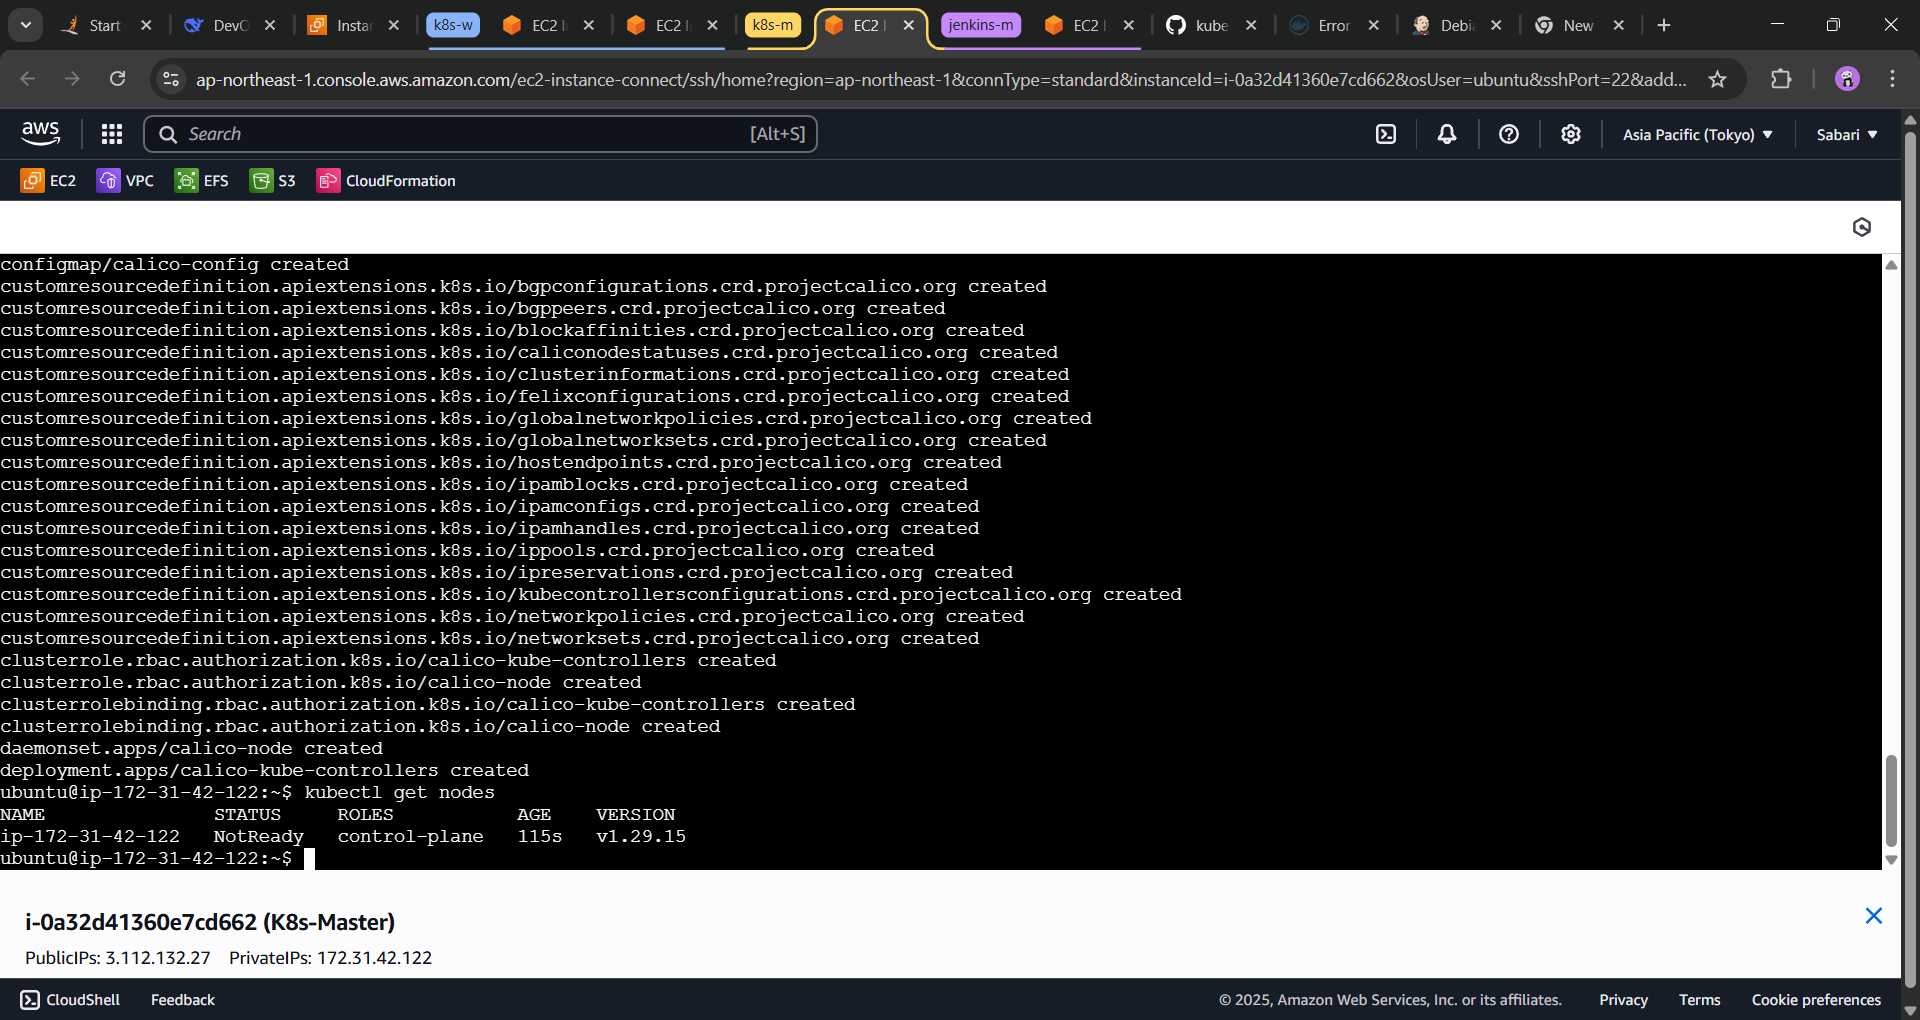 Start
DevO
Insta
k8s-w
EC2 I
EC2 I
k8s-m
EC2 I
jenkins-m
EC2 I
kube
Error
Debi
New
ap-northeast-1.console.aws.amazon.com/ec2-instance-connect/ssh/home?region=ap-northeast-1&connType=standard&instanceId=i-0a32d41360e7cd662&osUser=ubuntu&sshPort=22&add...
aws
Search
[Alt+S]
Asia Pacific (Tokyo)
Sabari
EC2
VPC
EFS
S3
CloudFormation
configmap/calico-config created
customresourcedefinition.apiextensions.k8s.io/bgpconfigurations.crd.projectcalico.org created
customresourcedefinition.apiextensions.k8s.io/bgppeers.crd.projectcalico.org created
customresourcedefinition.apiextensions.k8s.io/blockaffinities.crd.projectcalico.org created
customresourcedefinition.apiextensions.k8s.io/caliconodestatuses.crd.projectcalico.org created
customresourcedefinition.apiextensions.k8s.io/clusterinformations.crd.projectcalico.org created
customresourcedefinition.apiextensions.k8s.io/felixconfigurations.crd.projectcalico.org created
customresourcedefinition.apiextensions.k8s.io/globalnetworkpolicies.crd.projectcalico.org created
customresourcedefinition.apiextensions.k8s.io/globalnetworksets.crd.projectcalico.org created
customresourcedefinition.apiextensions.k8s.io/hostendpoints.crd.projectcalico.org created
customresourcedefinition.apiextensions.k8s.io/ipamblocks.crd.projectcalico.org created
customresourcedefinition.apiextensions.k8s.io/ipamconfigs.crd.projectcalico.org created
customresourcedefinition.apiextensions.k8s.io/ipamhandles.crd.projectcalico.org created
customresourcedefinition.apiextensions.k8s.io/ippools.crd.projectcalico.org created
customresourcedefinition.apiextensions.k8s.io/ipreservations.crd.projectcalico.org created
customresourcedefinition.apiextensions.k8s.io/kubecontrollersconfigurations.crd.projectcalico.org created
customresourcedefinition.apiextensions.k8s.io/networkpolicies.crd.projectcalico.org created
customresourcedefinition.apiextensions.k8s.io/networksets.crd.projectcalico.org created
clusterrole.rbac.authorization.k8s.io/calico-kube-controllers created
clusterrole.rbac.authorization.k8s.io/calico-node created
clusterrolebinding.rbac.authorization.k8s.io/calico-kube-controllers created
clusterrolebinding.rbac.authorization.k8s.io/calico-node created
daemonset.apps/calico-node created
deployment.apps/calico-kube-controllers created
ubuntu@ip-172-31-42-122:~$ kubectl get nodes
NAME STATUS ROLES AGE VERSION
ip-172-31-42-122 NotReady control-plane 115s v1.29.15
ubuntu@ip-172-31-42-122:~$
i-0a32d41360e7cd662 (K8s-Master)
PublicIPs: 3.112.132.27 PrivateIPs: 172.31.42.122
CloudShell
Feedback
© 2025, Amazon Web Services, Inc. or its affiliates.
Privacy
Terms
Cookie preferences